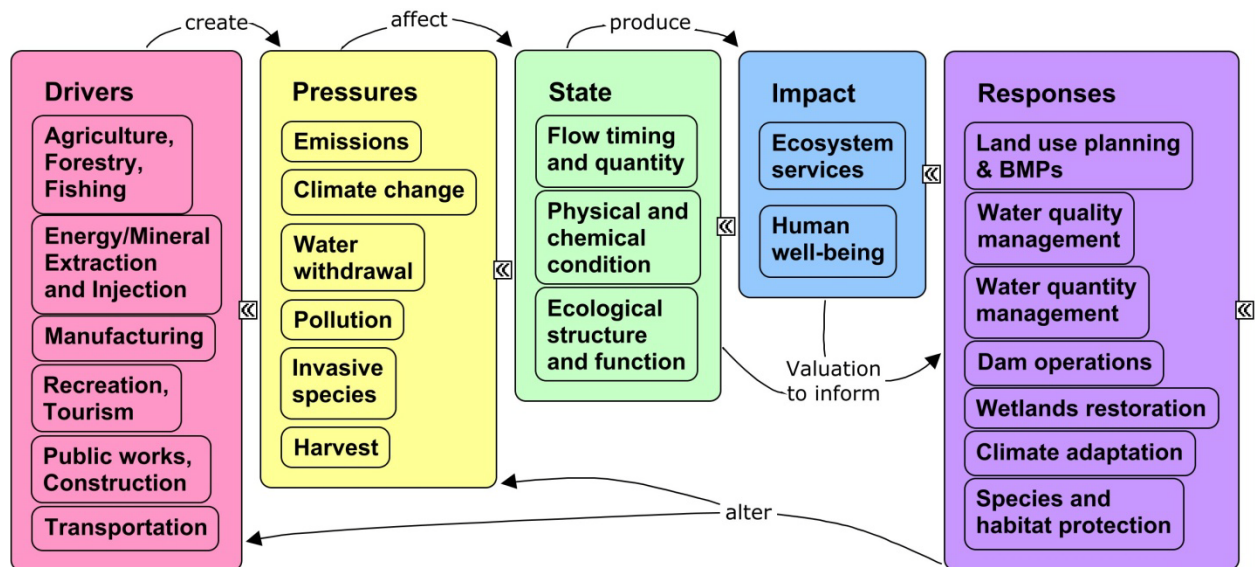 create
affect
produce
Drivers
Agriculture,
Forestry,
Fishing
Energy/Mineral
Extraction
and Injection
Manufacturing
Recreation,
Tourism
Public works,
Construction
Transportation
Pressures
Emissions
Climate change
Water
withdrawal
Pollution
Invasive
species
Harvest
State
Flow timing
and quantity
Physical and
chemical
condition
Ecological
structure
and function
Impact
Ecosystem
services
Human
well-being
Valuation
to inform
Responses
Land use planning
& BMPs
Water quality
management
Water quantity
management
Dam operations
Wetlands restoration
Climate adaptation
Species and
habitat protection
alter